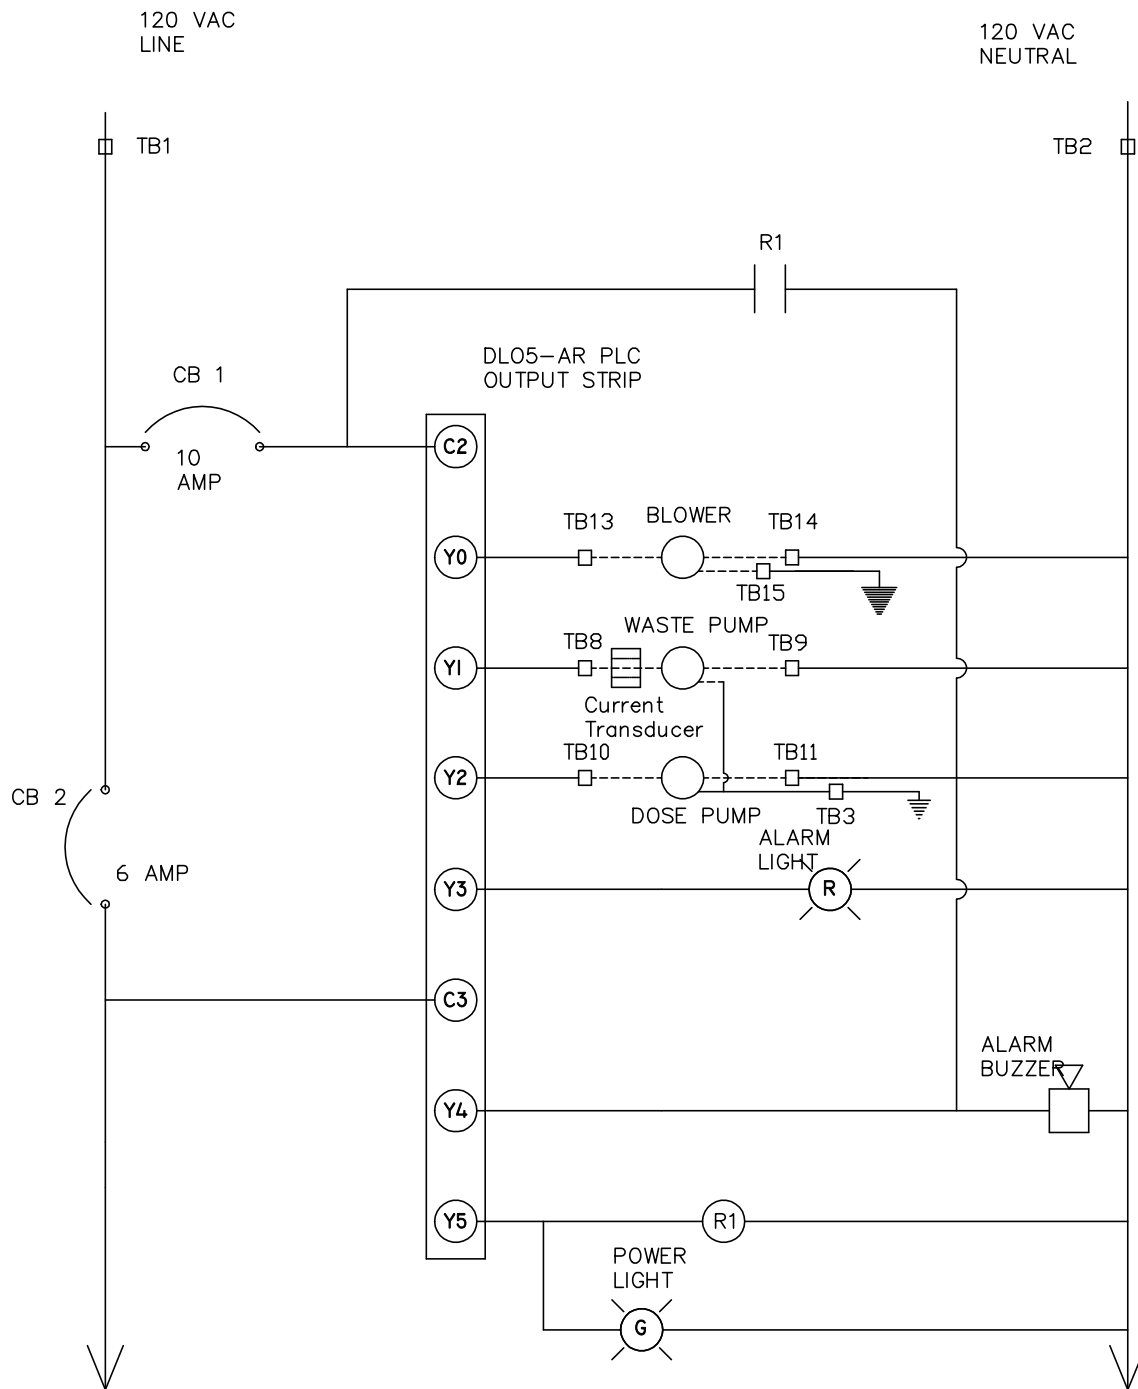 120 VAC
LINE
120 VAC
NEUTRAL
TB1
TB2
R1
DL05-AR PLC
OUTPUT STRIP
CB 1
10
AMP
C2
Y0
TB13
BLOWER
TB14
TB15
WASTE PUMP
Y1
TB8
TB9
Current
Transducer
Y2
TB10
TB11
DOSE PUMP
TB3
CB 2
6 AMP
ALARM
LIGHT
Y3
R
C3
ALARM
BUZZER
Y4
Y5
R1
POWER
LIGHT
G